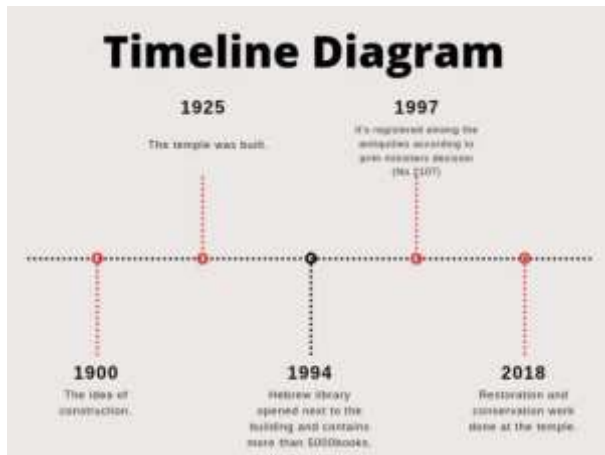 Timeline Diagram
1925
The temple was built.
1997
It's registered among the
antiquities according to
prim ministers decision
(No.
1900
The idea of
construction.
1994
Hebrew library
opened next to the
building and contains
more than 5000books.
2018
Restoration and
conservation work
done at the temple.